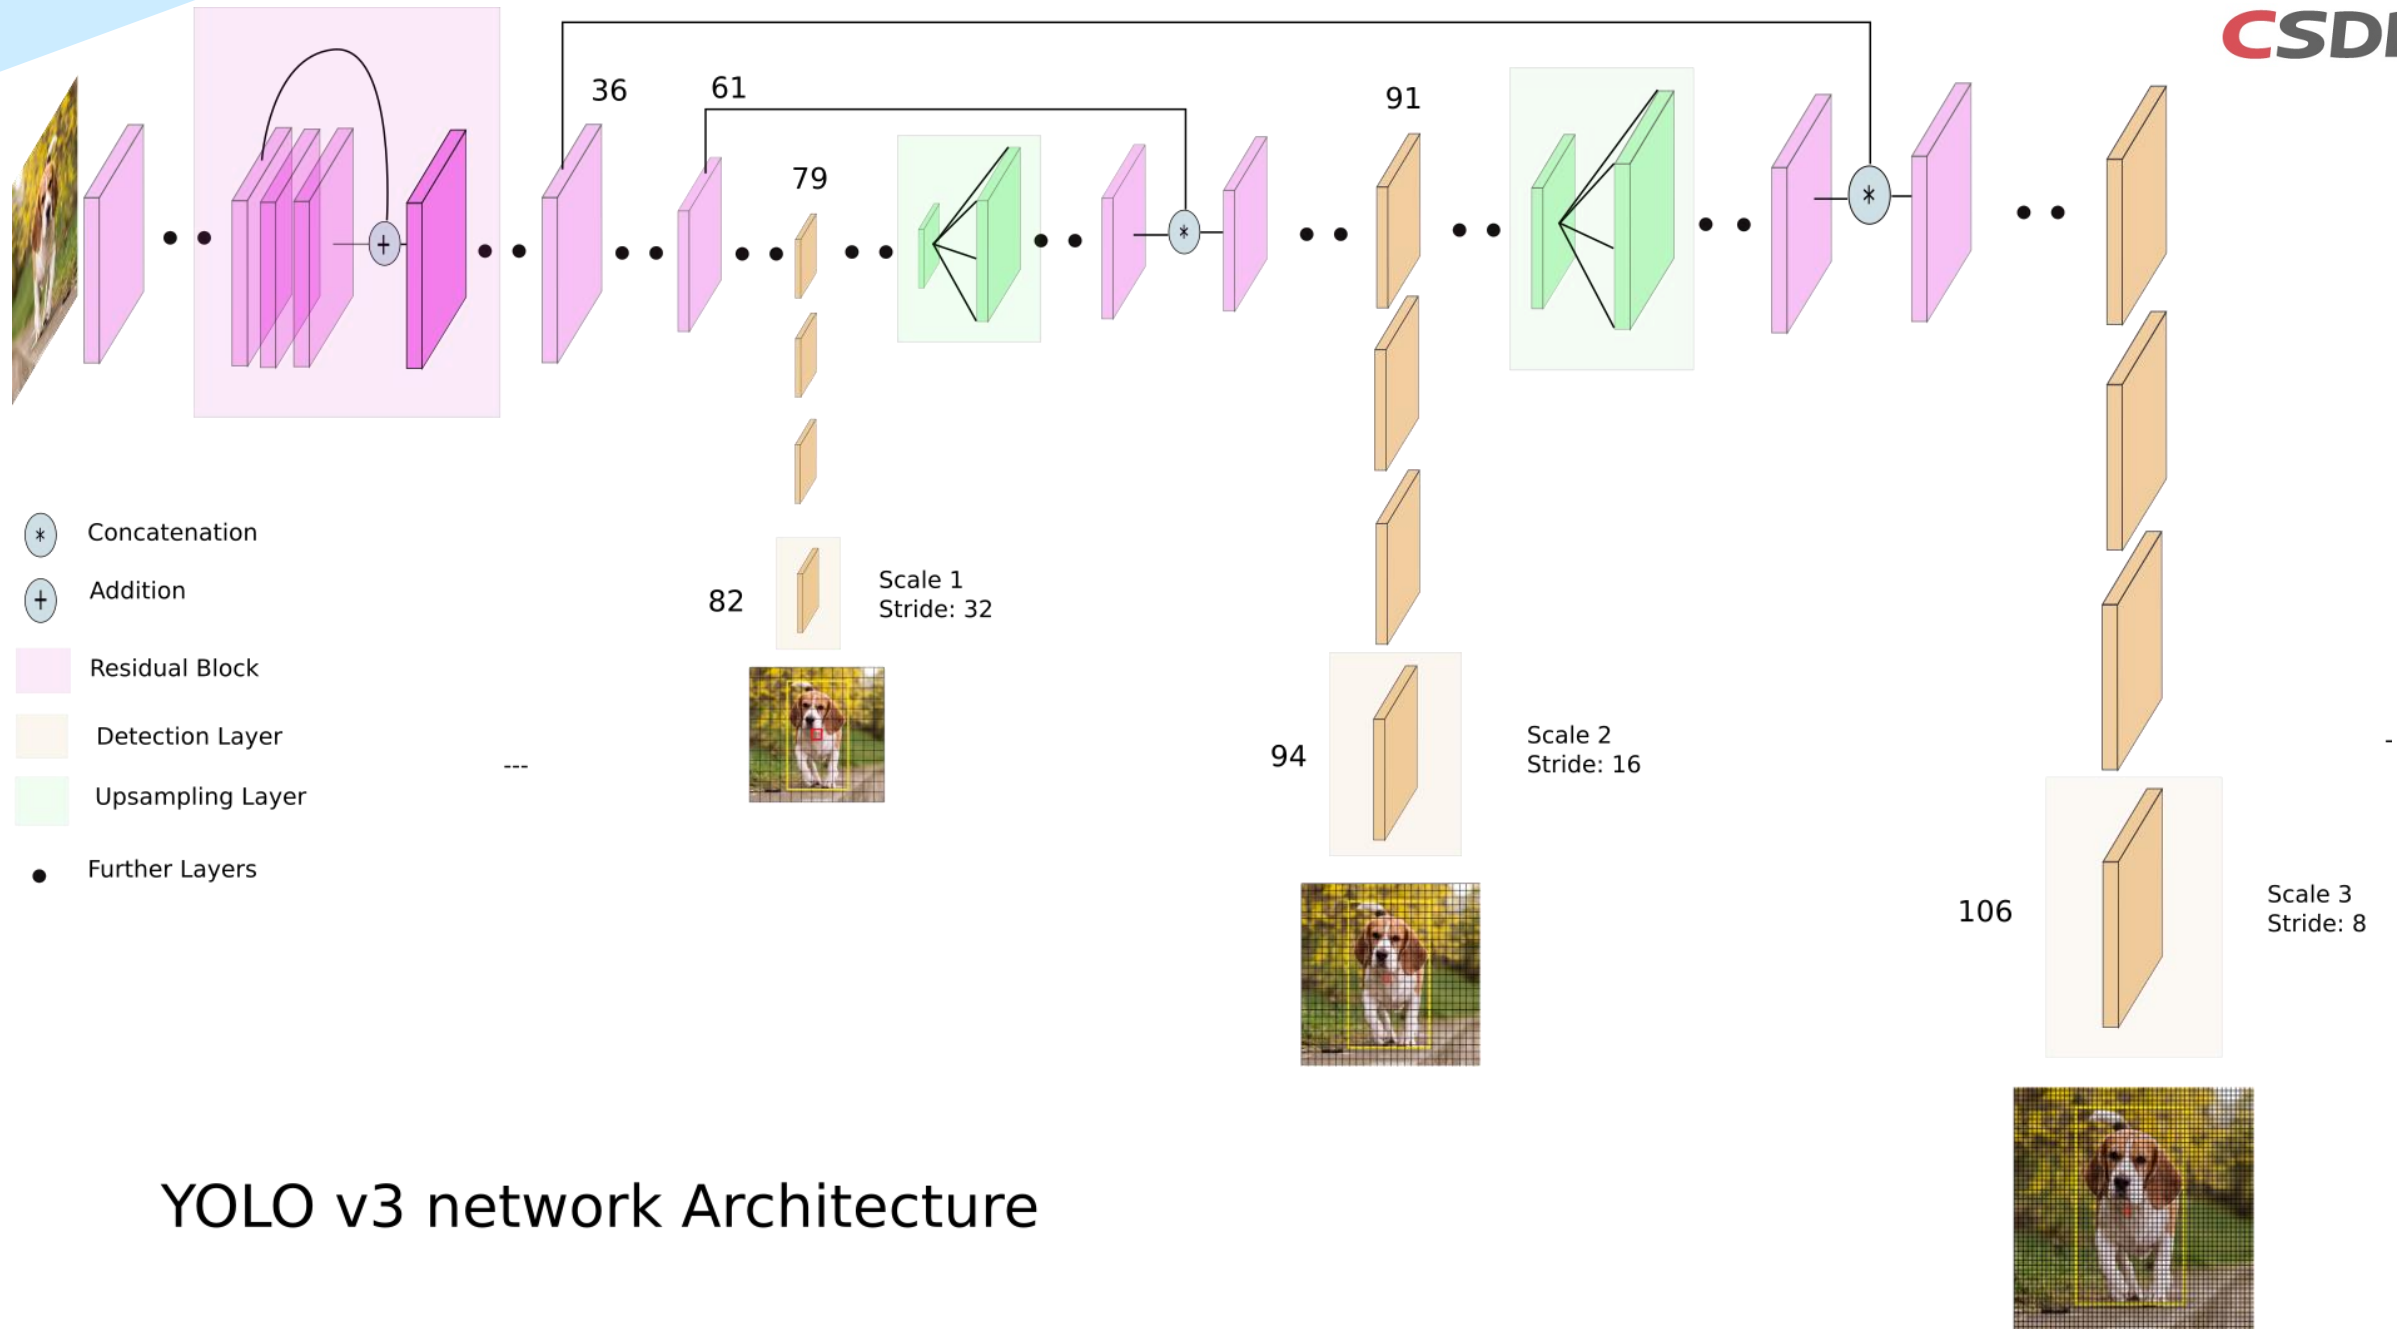 CSD
36
61
91
79
*
*
+
Concatenation
*
Addition
+
Residual Block
Detection Layer
Upsampling Layer
Further Layers
---
82
Scale 1
Stride: 32
94
Scale 2
Stride: 16
-
106
Scale 3
Stride: 8
YOLO v3 network Architecture